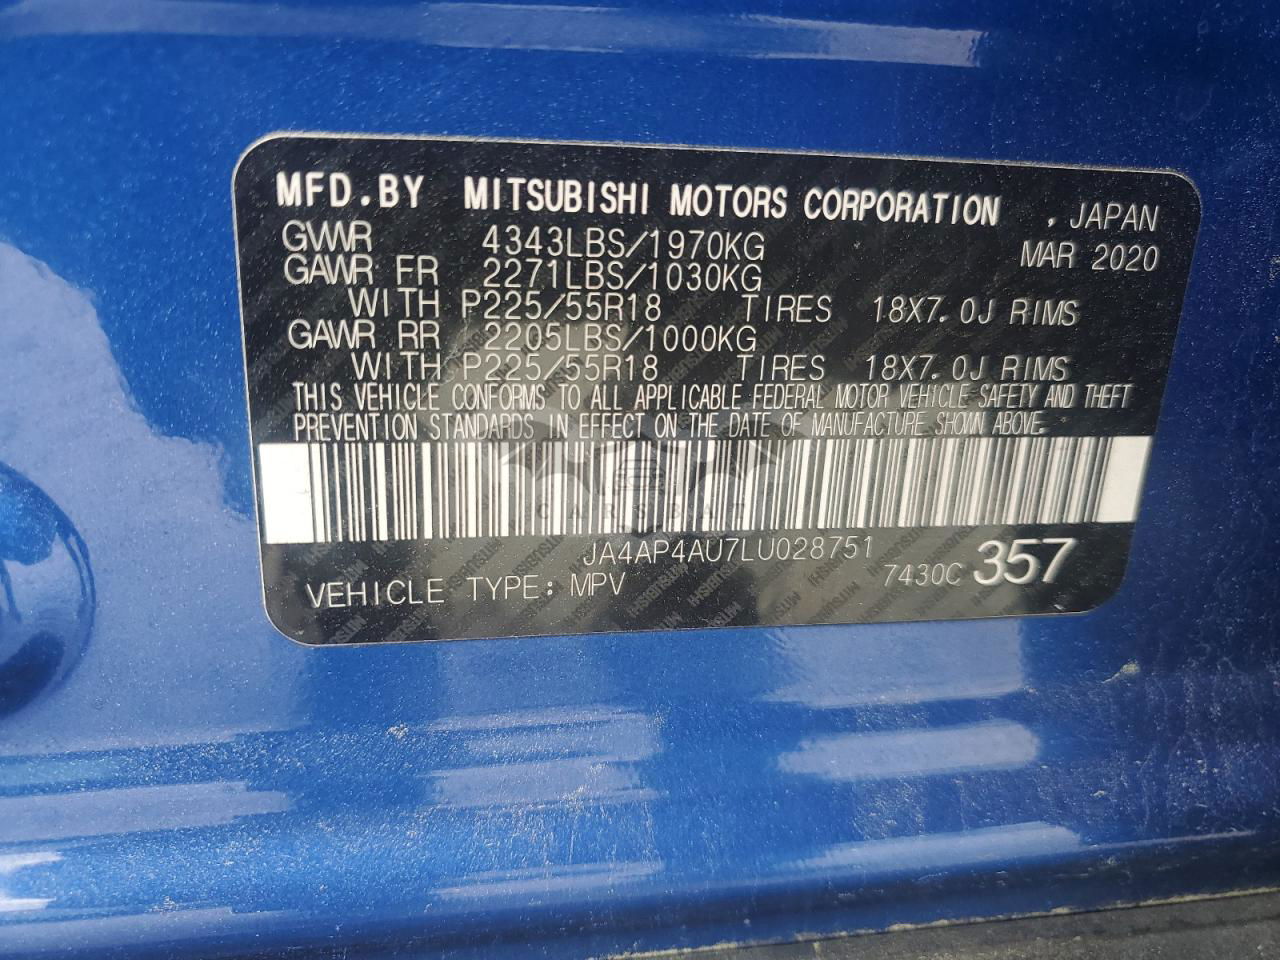 MFD.BY MITSUBISHI MOTORS CORPORATION , JAPAN
GVWR 4343LBS/1970KG MAR 2020
GAWR FR 2271LBS/1030KG
WITH P225/55R18 TIRES 18X7.0J RIMS
GAWR RR 2205LBS/1000KG
WITH P225/55R18 TIRES 18X7.0J RIMS
THIS VEHICLE CONFORMS TO ALL APPLICABLE FEDERAL MOTOR VEHICLE SAFETY AND THEFT
PREVENTION STANDARDS IN EFFECT ON THE DATE OF MANUFACTURE SHOWN ABOVE.
CARSBAT
JA4AP4AU7LU028751
VEHICLE TYPE: MPV 7430C 357